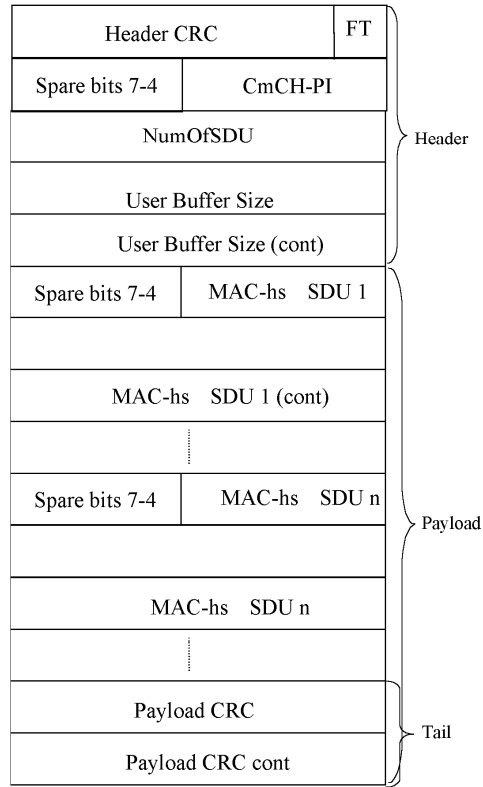 Header CRC FT
Spare bits 7-4 CmCH-PI
NumOfSDU
Header
User Buffer Size
User Buffer Size (cont)
Spare bits 7-4 MAC-hs SDU 1
MAC-hs SDU 1 (cont)
Spare bits 7-4 MAC-hs SDU n
Payload
MAC-hs SDU n
Payload CRC
Tail
Payload CRC cont